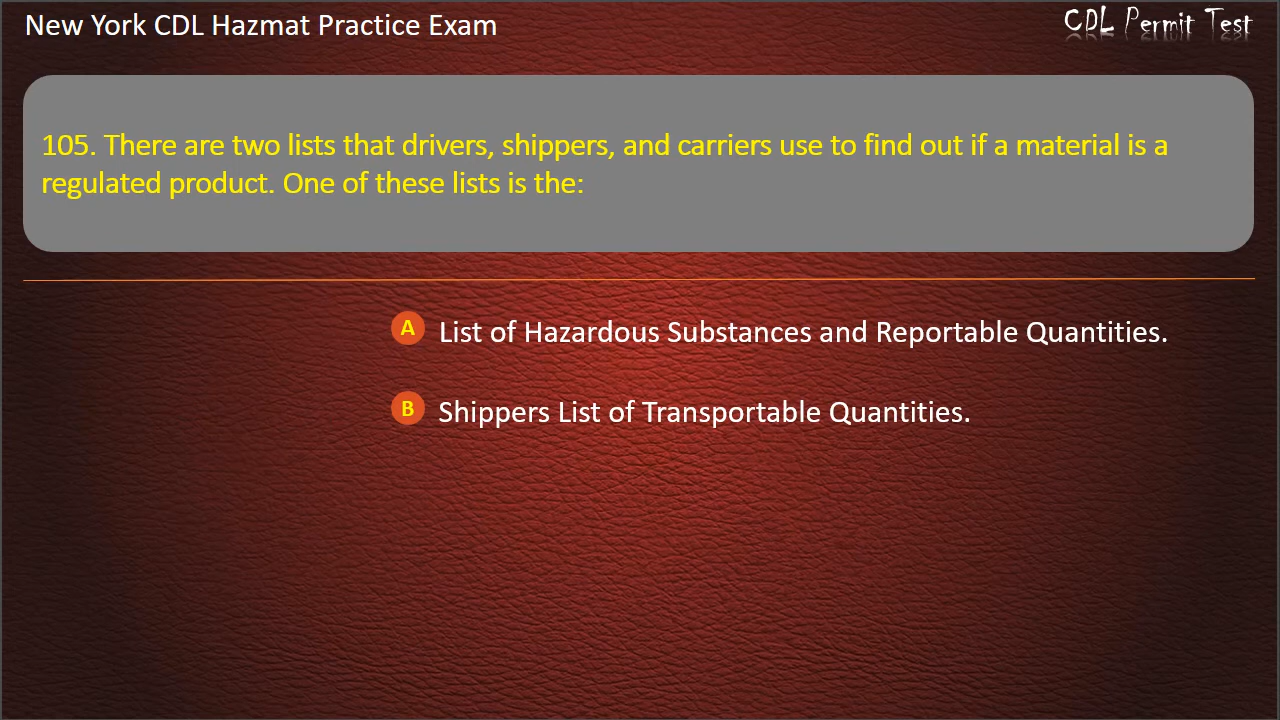 New York CDL Hazmat Practice Exam
CDL Permit Test
105. There are two lists that drivers, shippers, and carriers use to find out if a material is a
regulated product. One of these lists is the:
A List of Hazardous Substances and Reportable Quantities.
B Shippers List of Transportable Quantities.